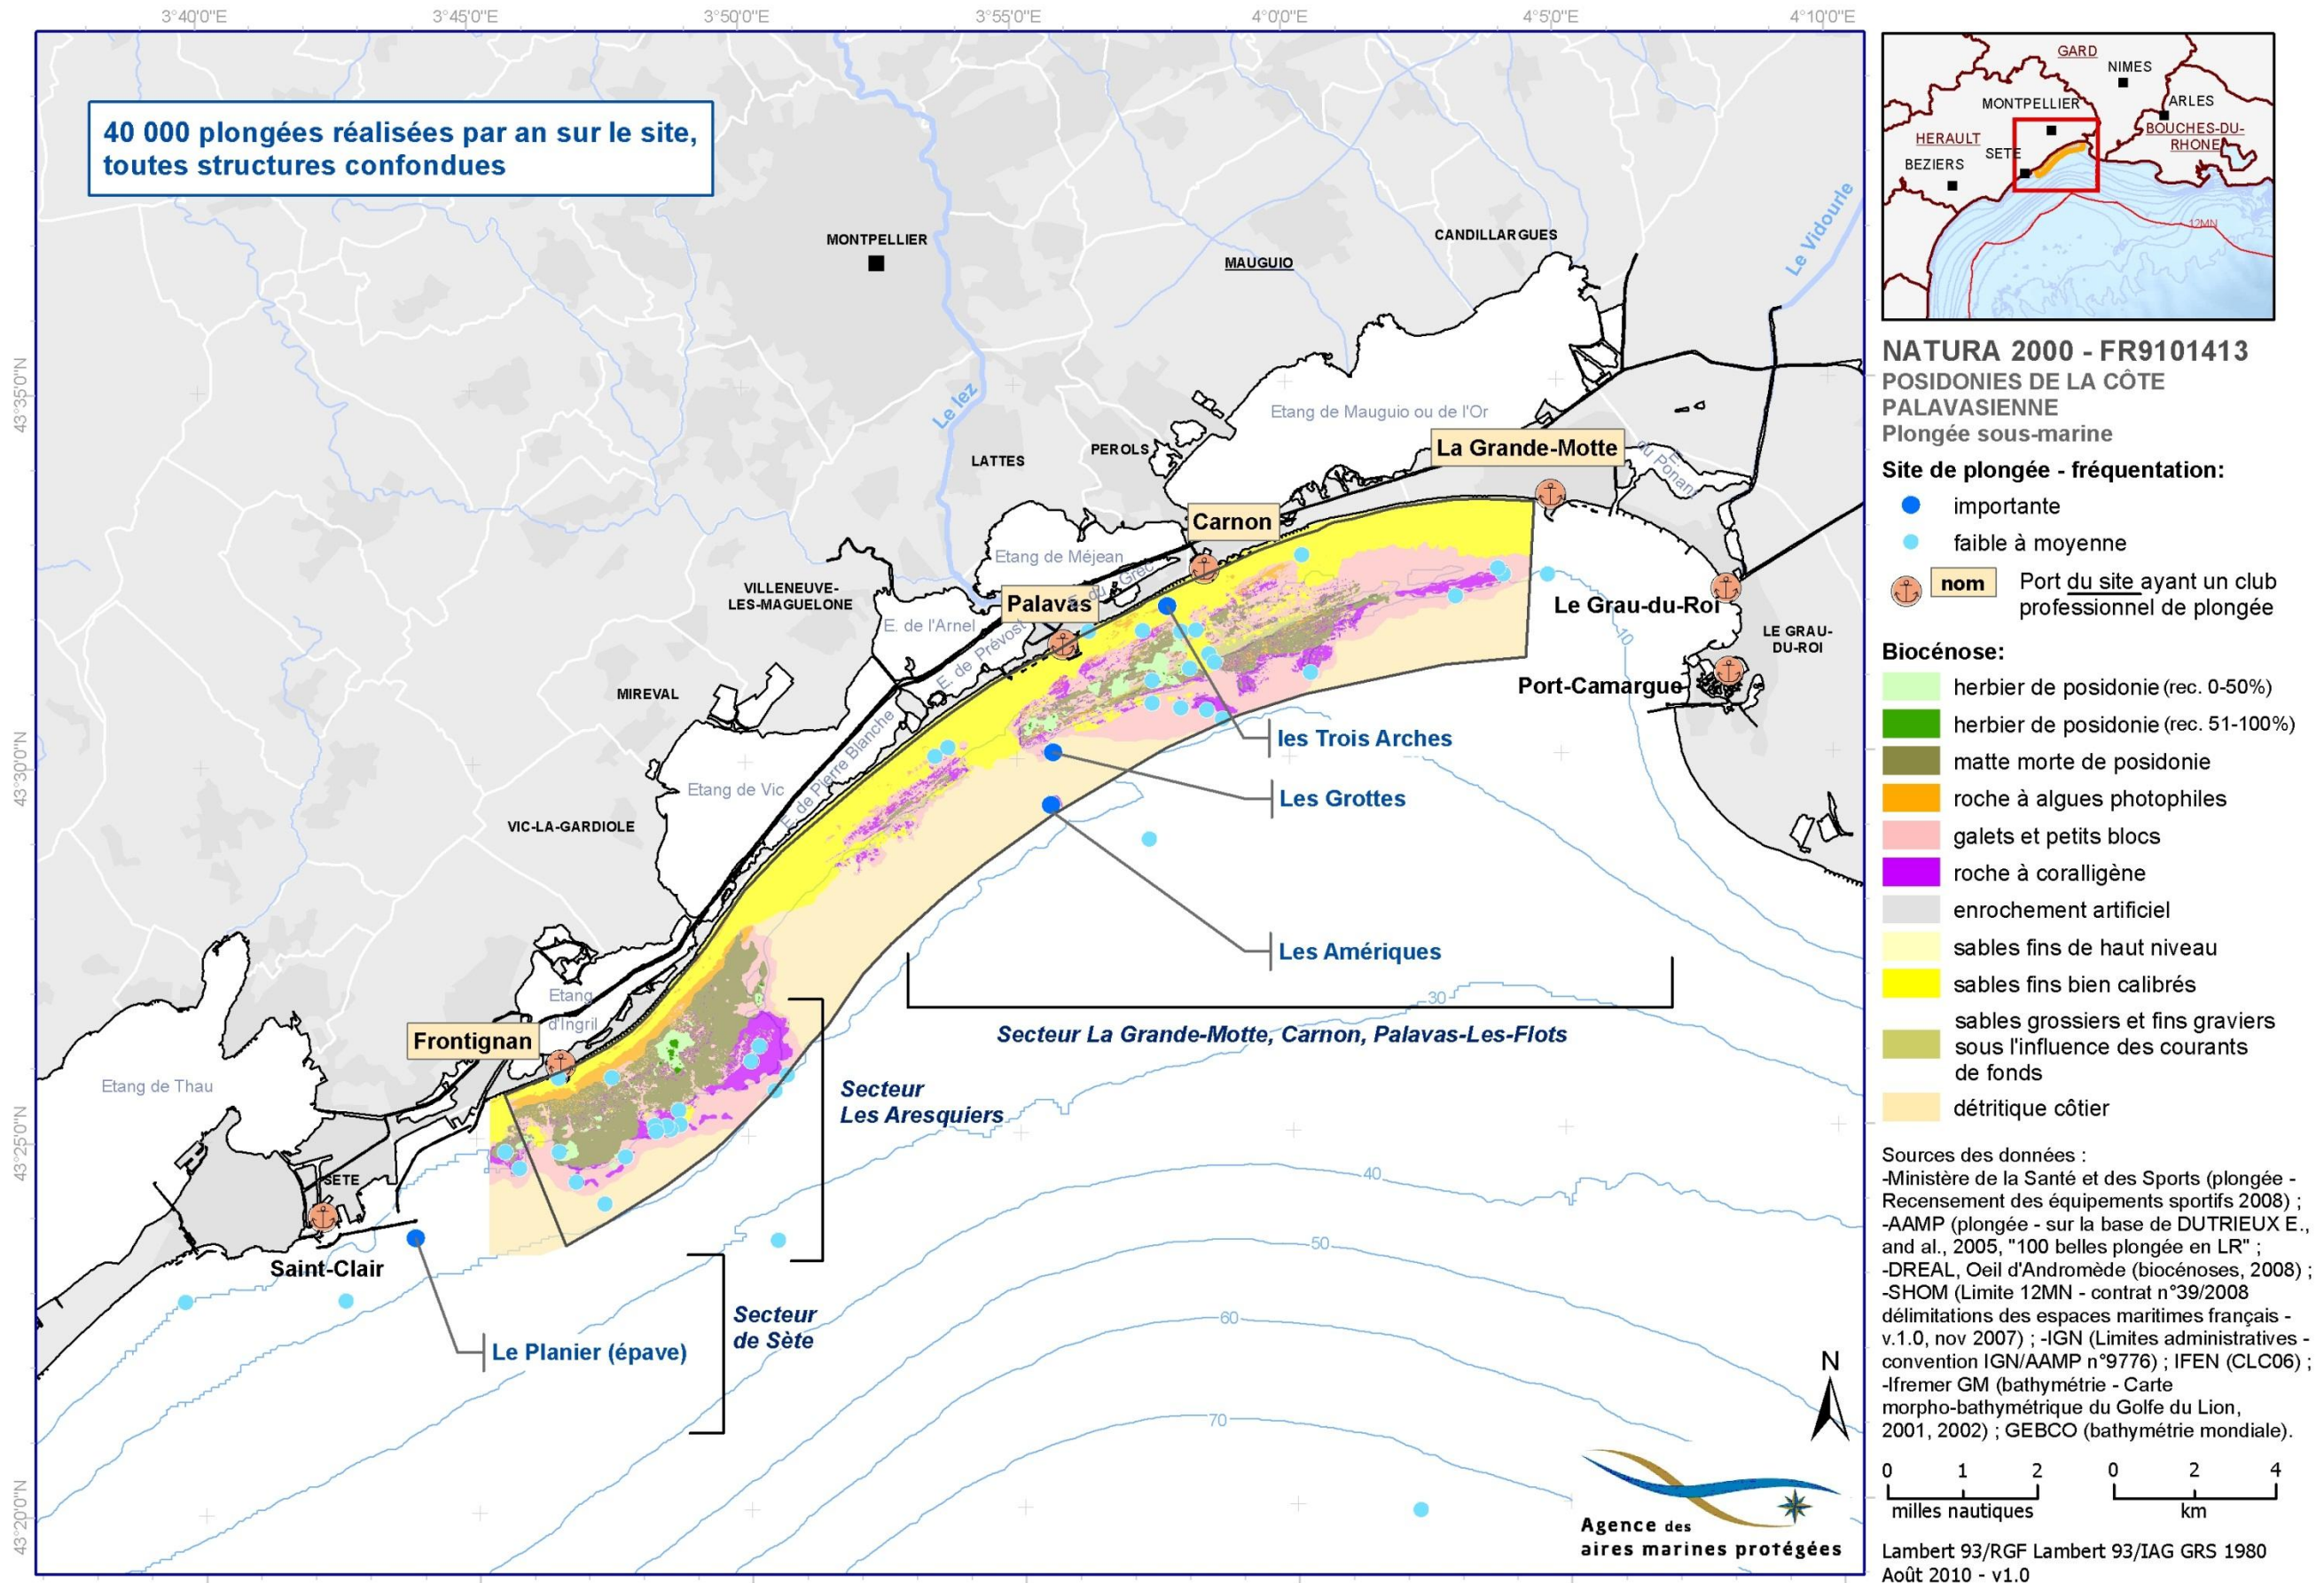 3°40'0"E
3°45'0"E
3°50'0"E
3°55'0"E
4°0'0"E
4°5'0"E
4°10'0"E
43°35'0"N
43°30'0"N
43°25'0"N
43°20'0"N
40 000 plongées réalisées par an sur le site,
toutes structures confondues
MONTPELLIER
MAUGUIO
CANDILLARGUES
Le Vidourle
Le lez
Etang de Mauguio ou de l'Or
LATTES
PEROLS
La Grande-Motte
E.
du Ponant
Carnon
Etang de Méjean
E. du Grec
VILLENEUVE-
LES-MAGUELONE
Palavas
E. de l'Arnel
E. de Prévost
Le Grau-du-Roi
LE GRAU-
DU-ROI
Port-Camargue
MIREVAL
E. de Pierre Blanche
Etang de Vic
VIC-LA-GARDIOLE
les Trois Arches
Les Grottes
Les Amériques
Secteur La Grande-Motte, Carnon, Palavas-Les-Flots
Etang
d'Ingril
Frontignan
Etang de Thau
Secteur
Les Aresquiers
SETE
Saint-Clair
Secteur
de Sète
Le Planier (épave)
10
30
40
50
60
70
N
Agence des
aires marines protégées
GARD
NIMES
MONTPELLIER
ARLES
HERAULT
BOUCHES-DU-
RHONE
SETE
BEZIERS
12MN
NATURA 2000 - FR9101413
POSIDONIES DE LA CÔTE
PALAVASIENNE
Plongée sous-marine
Site de plongée - fréquentation:
importante
faible à moyenne
nom
Port du site ayant un club
professionnel de plongée
Biocénose:
herbier de posidonie (rec. 0-50%)
herbier de posidonie (rec. 51-100%)
matte morte de posidonie
roche à algues photophiles
galets et petits blocs
roche à coralligène
enrochement artificiel
sables fins de haut niveau
sables fins bien calibrés
sables grossiers et fins graviers
sous l'influence des courants
de fonds
détritique côtier
Sources des données :
-Ministère de la Santé et des Sports (plongée -
Recensement des équipements sportifs 2008) ;
-AAMP (plongée - sur la base de DUTRIEUX E.,
and al., 2005, "100 belles plongée en LR" ;
-DREAL, Oeil d'Andromède (biocénoses, 2008) ;
-SHOM (Limite 12MN - contrat n°39/2008
délimitations des espaces maritimes français -
v.1.0, nov 2007) ; -IGN (Limites administratives -
convention IGN/AAMP n°9776) ; IFEN (CLC06) ;
-Ifremer GM (bathymétrie - Carte
morpho-bathymétrique du Golfe du Lion,
2001, 2002) ; GEBCO (bathymétrie mondiale).
0 1 2
milles nautiques
0 2 4
km
Lambert 93/RGF Lambert 93/IAG GRS 1980
Août 2010 - v1.0